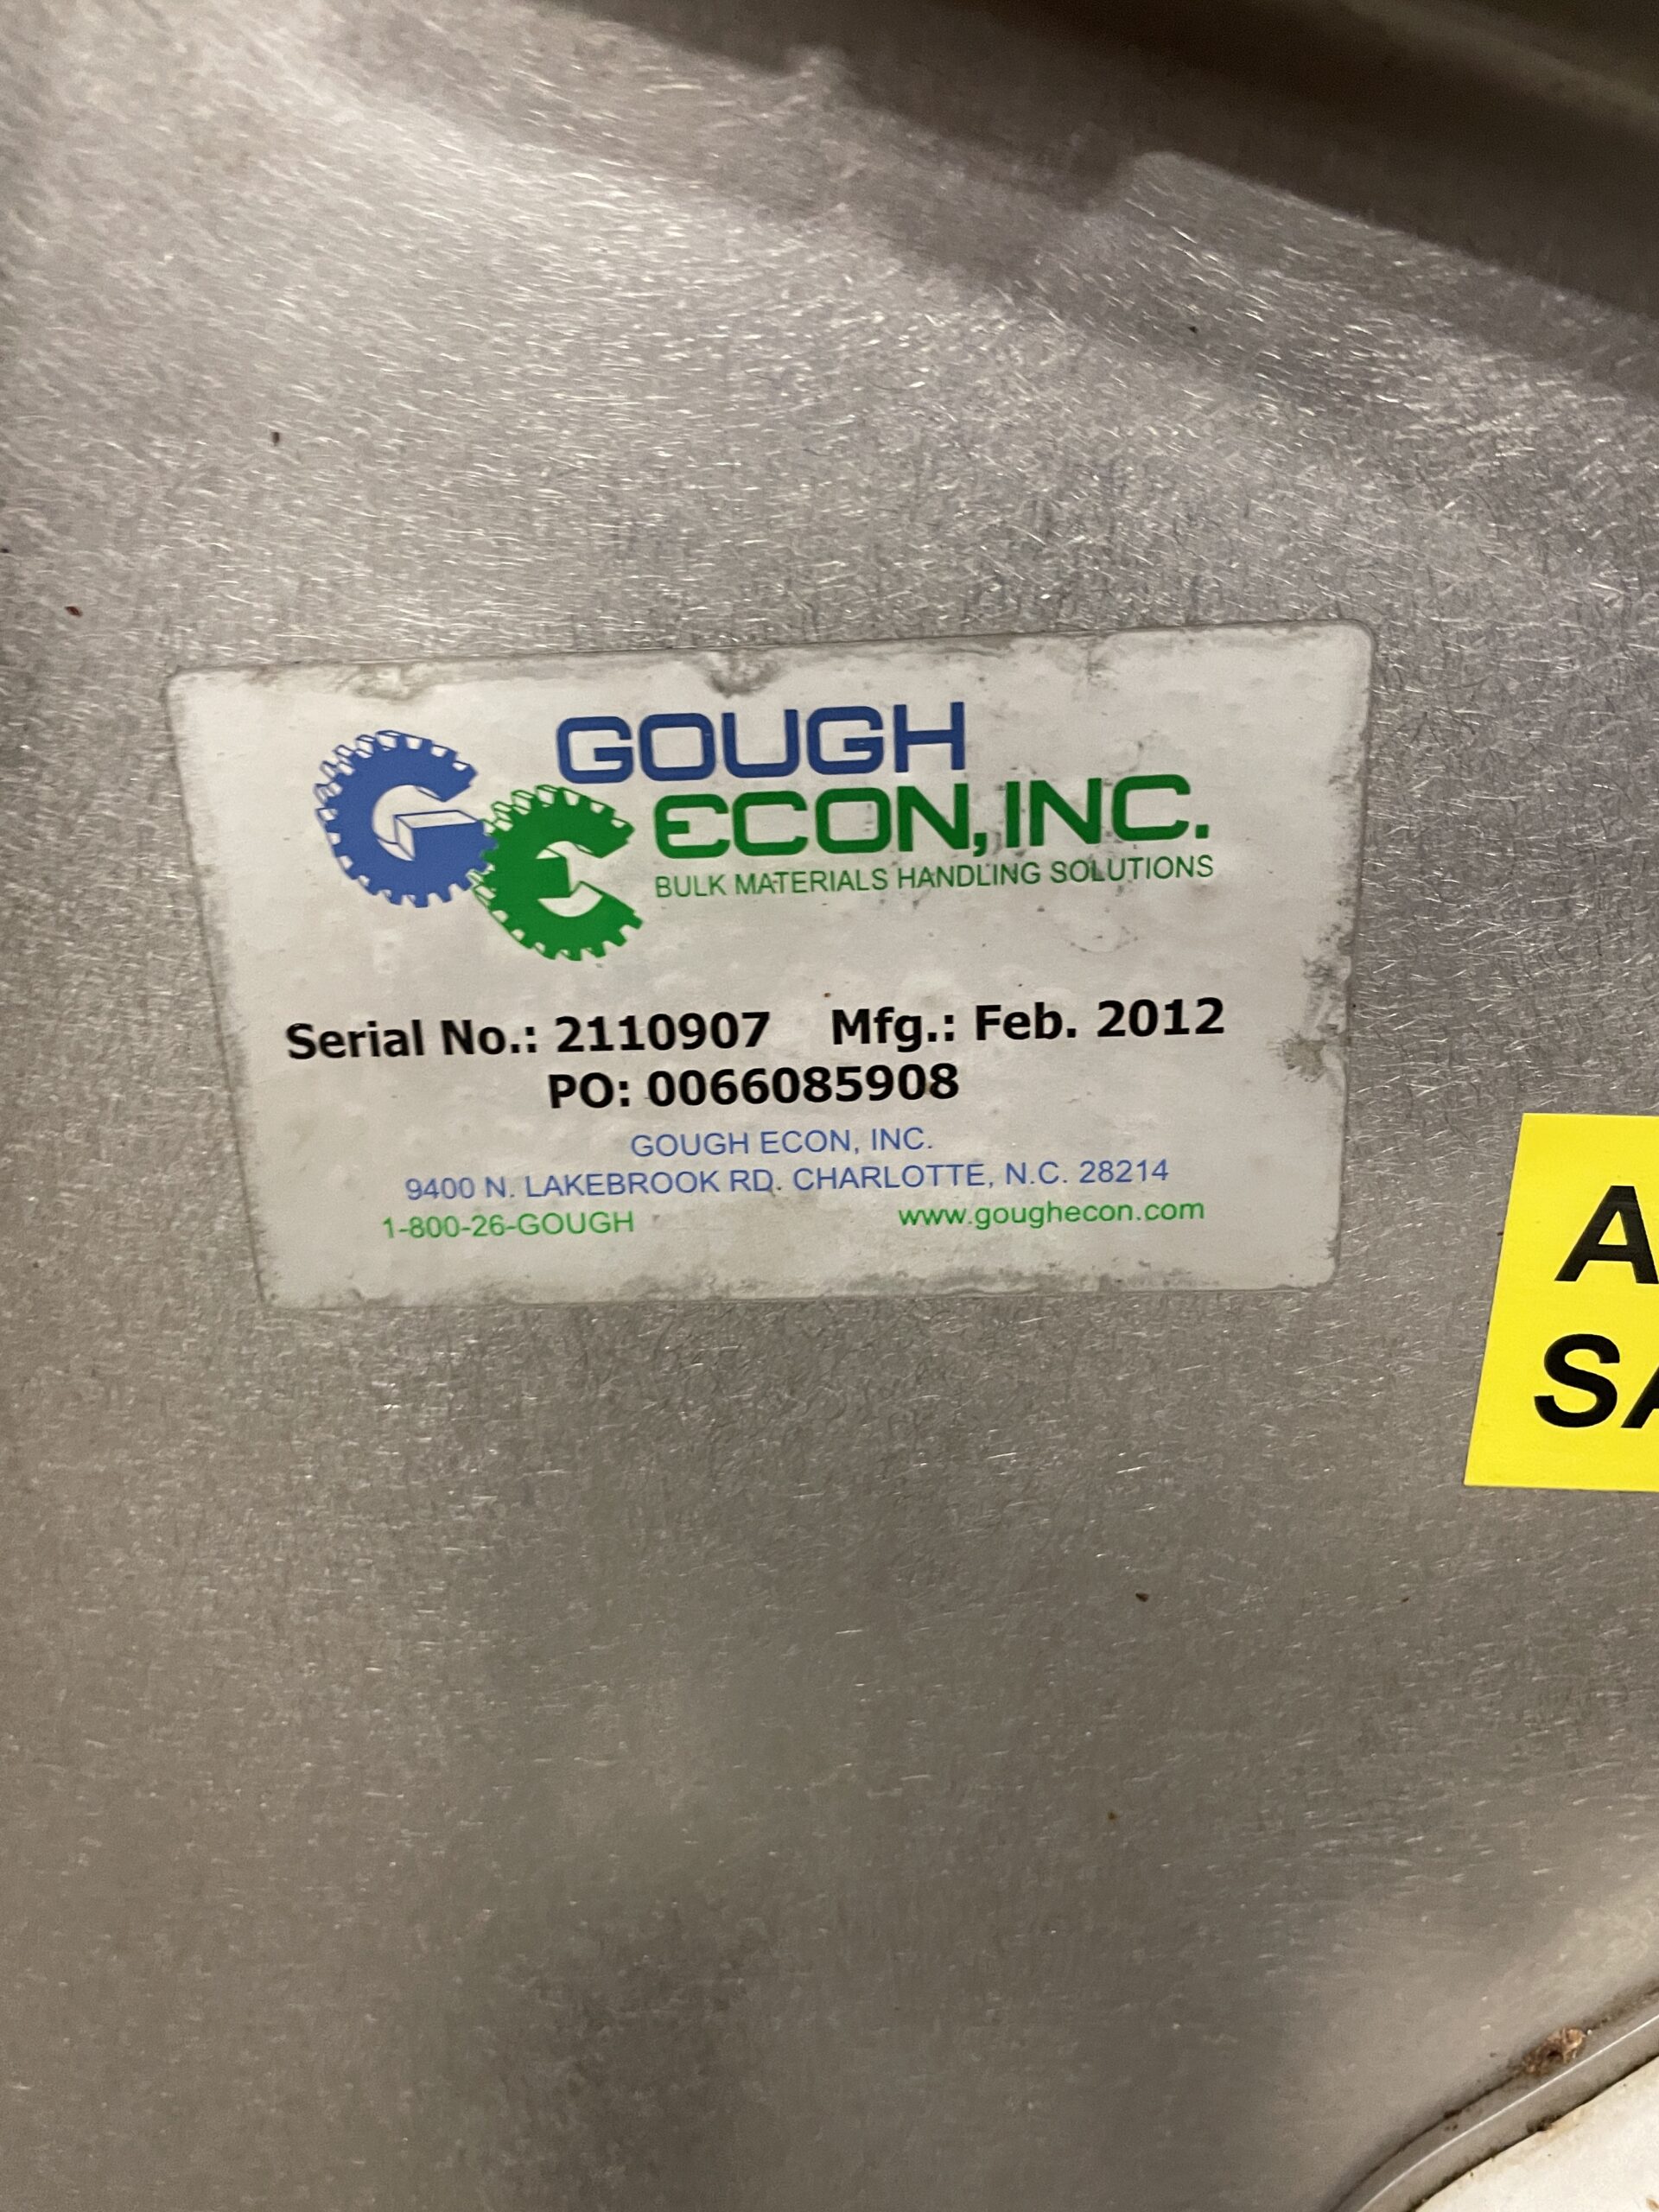 GOUGH
ECON, INC.
BULK MATERIALS HANDLING SOLUTIONS
Serial No.: 2110907 Mfg.: Feb. 2012
PO: 0066085908
GOUGH ECON, INC.
9400 N. LAKEBROOK RD. CHARLOTTE, N.C. 28214
1-800-26-GOUGH www.goughecon.com
A
SA